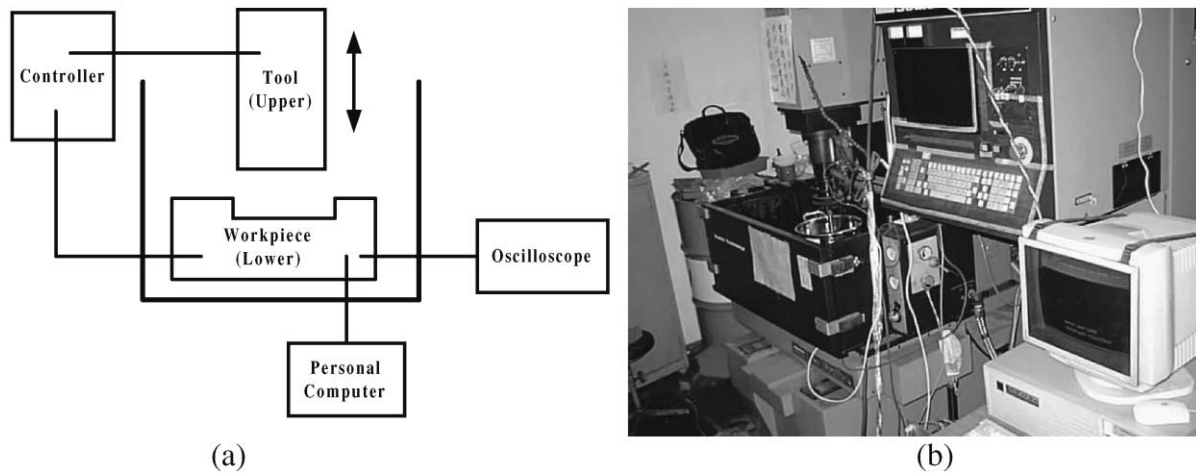 Controller
Tool
(Upper)
Workpiece
(Lower)
Oscilloscope
Personal
Computer
(a)
(b)